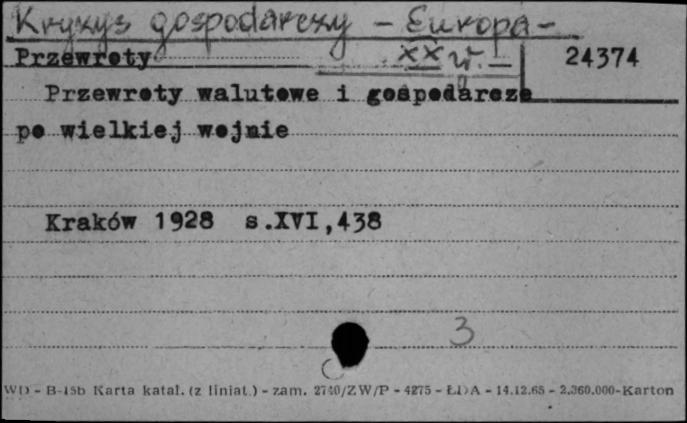 Kryzys gospodarczy - Europa -
Przewroty XX w. - 24374
Przewroty walutowe i gospodarcze
po wielkiej wojnie
Kraków 1928 s.XVI,438
3
WD - B-15b Karta katal. (z liniat.) - zam. 2740/ZW/P - 4275 - ŁDA - 14.12.65 - 2.360.000-Karton